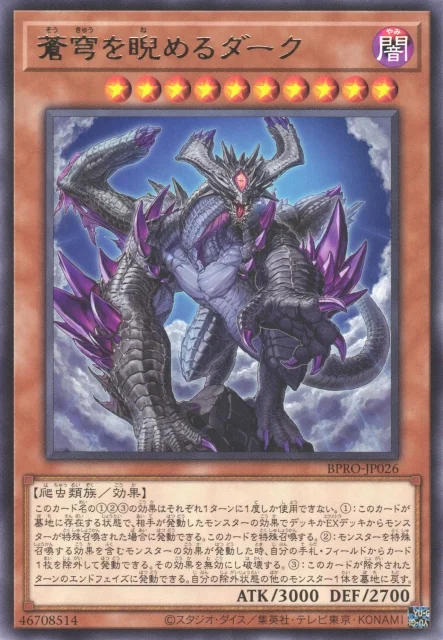 蒼穹を睨めるダーク
闇
BPRO-JP026
【爬虫類族／効果】
このカード名の①②③の効果はそれぞれ1ターンに1度しか使用できない。①：このカードが
墓地に存在する状態で、相手が発動したモンスターの効果でデッキかEXデッキからモンス
ターが特殊召喚された場合に発動できる。このカードを特殊召喚する。②：モンスターを特殊
召喚する効果を含むモンスターの効果が発動した時、自分の手札・フィールドからカード
1枚を除外して発動できる。その効果を無効にし破壊する。③：このカードが除外された
ターンのエンドフェイズに発動できる。自分の除外状態の他のモンスター1体を墓地に戻す。
ATK/3000 DEF/2700
46708514
©スタジオ・ダイス／集英社・テレビ東京・KONAMI